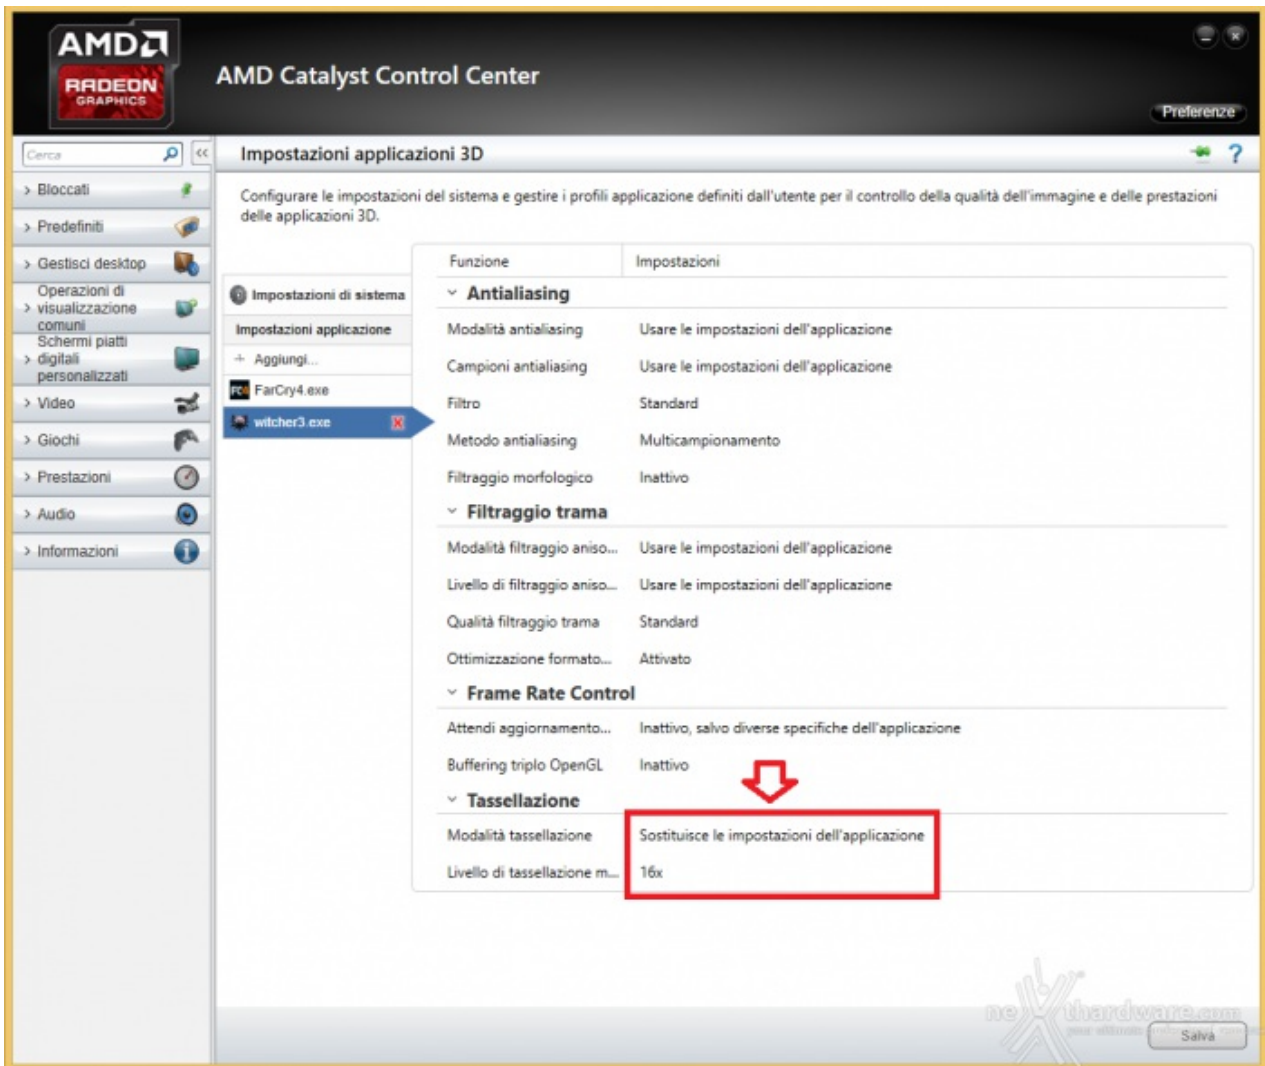 AMD
RADEON
GRAPHICS
AMD Catalyst Control Center
Preferenze
Cerca
<<
Impostazioni applicazioni 3D
?
Configurare le impostazioni del sistema e gestire i profili applicazione definiti dall'utente per il controllo della qualità dell'immagine e delle prestazioni
delle applicazioni 3D.
> Bloccati
> Predefiniti
> Gestisci desktop
Operazioni di
> visualizzazione
comuni
Schermi piatti
> digitali
personalizzati
> Video
> Giochi
> Prestazioni
> Audio
> Informazioni
Impostazioni di sistema
Impostazioni applicazione
+ Aggiungi...
FC4 FarCry4.exe
witcher3.exe X
Funzione Impostazioni
Antialiasing
Modalità antialiasing Usare le impostazioni dell'applicazione
Campioni antialiasing Usare le impostazioni dell'applicazione
Filtro Standard
Metodo antialiasing Multicampionamento
Filtraggio morfologico Inattivo
Filtraggio trama
Modalità filtraggio aniso... Usare le impostazioni dell'applicazione
Livello di filtraggio aniso... Usare le impostazioni dell'applicazione
Qualità filtraggio trama Standard
Ottimizzazione formato... Attivato
Frame Rate Control
Attendi aggiornamento... Inattivo, salvo diverse specifiche dell'applicazione
Buffering triplo OpenGL Inattivo
Tassellazione
Modalità tassellazione Sostituisce le impostazioni dell'applicazione
Livello di tassellazione m... 16x
nexthardware.com
Salva